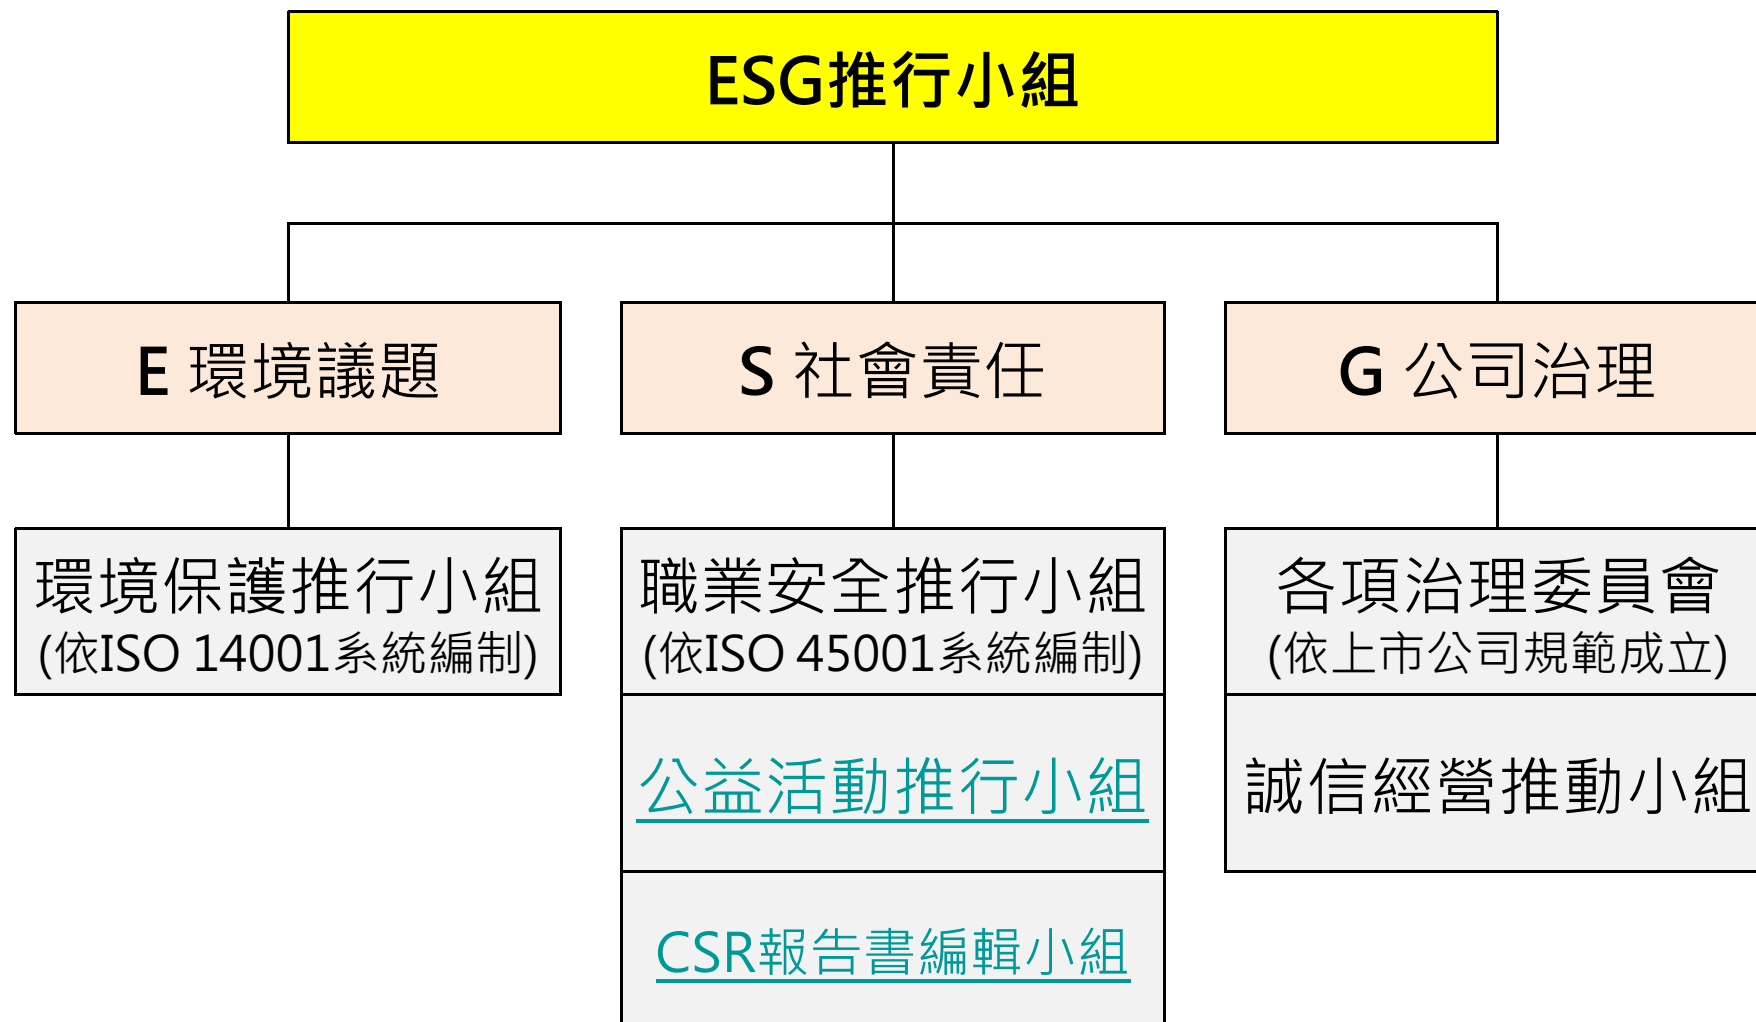 ESG推行小組
E 環境議題
S 社會責任
G 公司治理
環境保護推行小組
(依ISO 14001系統編制)
職業安全推行小組
(依ISO 45001系統編制)
公益活動推行小組
CSR報告書編輯小組
各項治理委員會
(依上市公司規範成立)
誠信經營推動小組